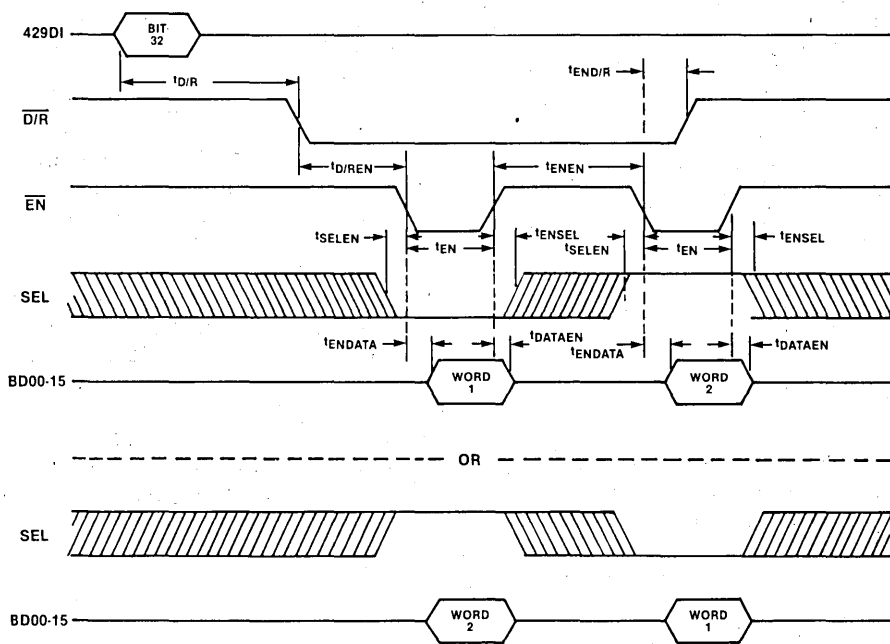 429DI
BIT
32
tD/R
tEND/R
D/R
tD/REN
tENEN
EN
tSELEN
tEN
tENSEL
tSELEN
tEN
tENSEL
SEL
tENDATA
tDATAEN
tENDATA
tDATAEN
BD00-15
WORD
1
WORD
2
OR
SEL
BD00-15
WORD
2
WORD
1